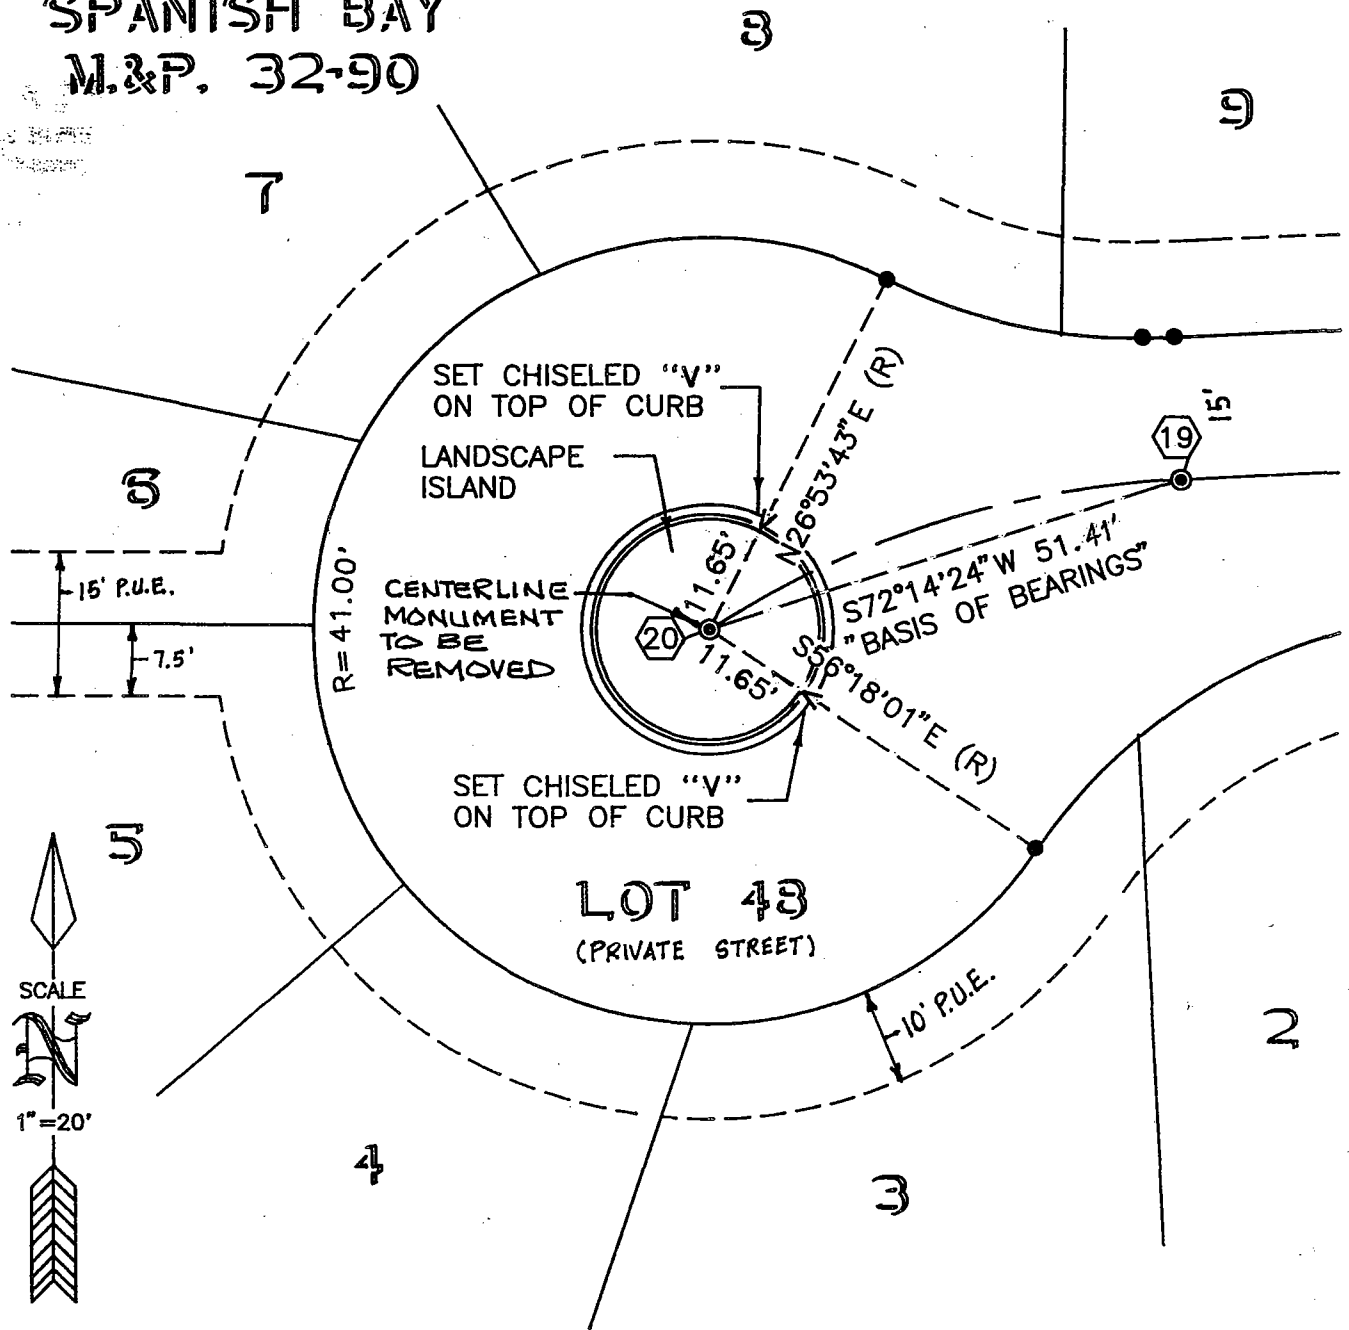 SPANISH BAY
M.&P. 32-90
8
9
7
SET CHISELED "V"
ON TOP OF CURB
N26°53'43"E (R)
15'
19
LANDSCAPE
ISLAND
6
15' P.U.E.
7.5'
R=41.00'
CENTERLINE
MONUMENT
TO BE
REMOVED
11.65'
20
11.65'
S72°14'24"W 51.41'
"BASIS OF BEARINGS"
S56°18'01"E (R)
SET CHISELED "V"
ON TOP OF CURB
5
LOT 48
(PRIVATE STREET)
10' P.U.E.
SCALE
N
1"=20'
2
4
3